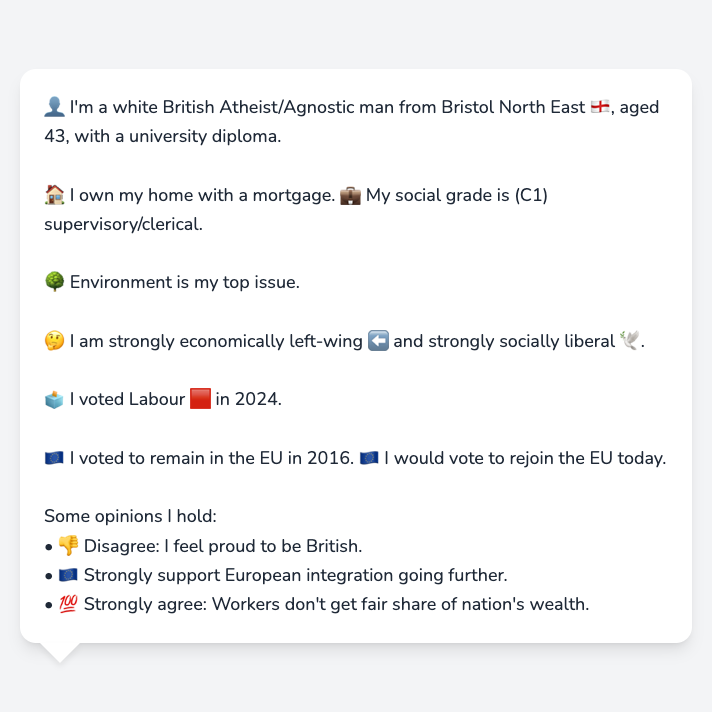 👤 I'm a white British Atheist/Agnostic man from Bristol North East 🏴󠁧󠁢󠁥󠁮󠁧󠁿, aged
43, with a university diploma.
🏠 I own my home with a mortgage. 💼 My social grade is (C1)
supervisory/clerical.
🌳 Environment is my top issue.
🤔 I am strongly economically left-wing ⬅️ and strongly socially liberal 🕊️.
🗳️ I voted Labour 🟥 in 2024.
🇪🇺 I voted to remain in the EU in 2016. 🇪🇺 I would vote to rejoin the EU today.
Some opinions I hold:
• 👎 Disagree: I feel proud to be British.
• 🇪🇺 Strongly support European integration going further.
• 💯 Strongly agree: Workers don't get fair share of nation's wealth.